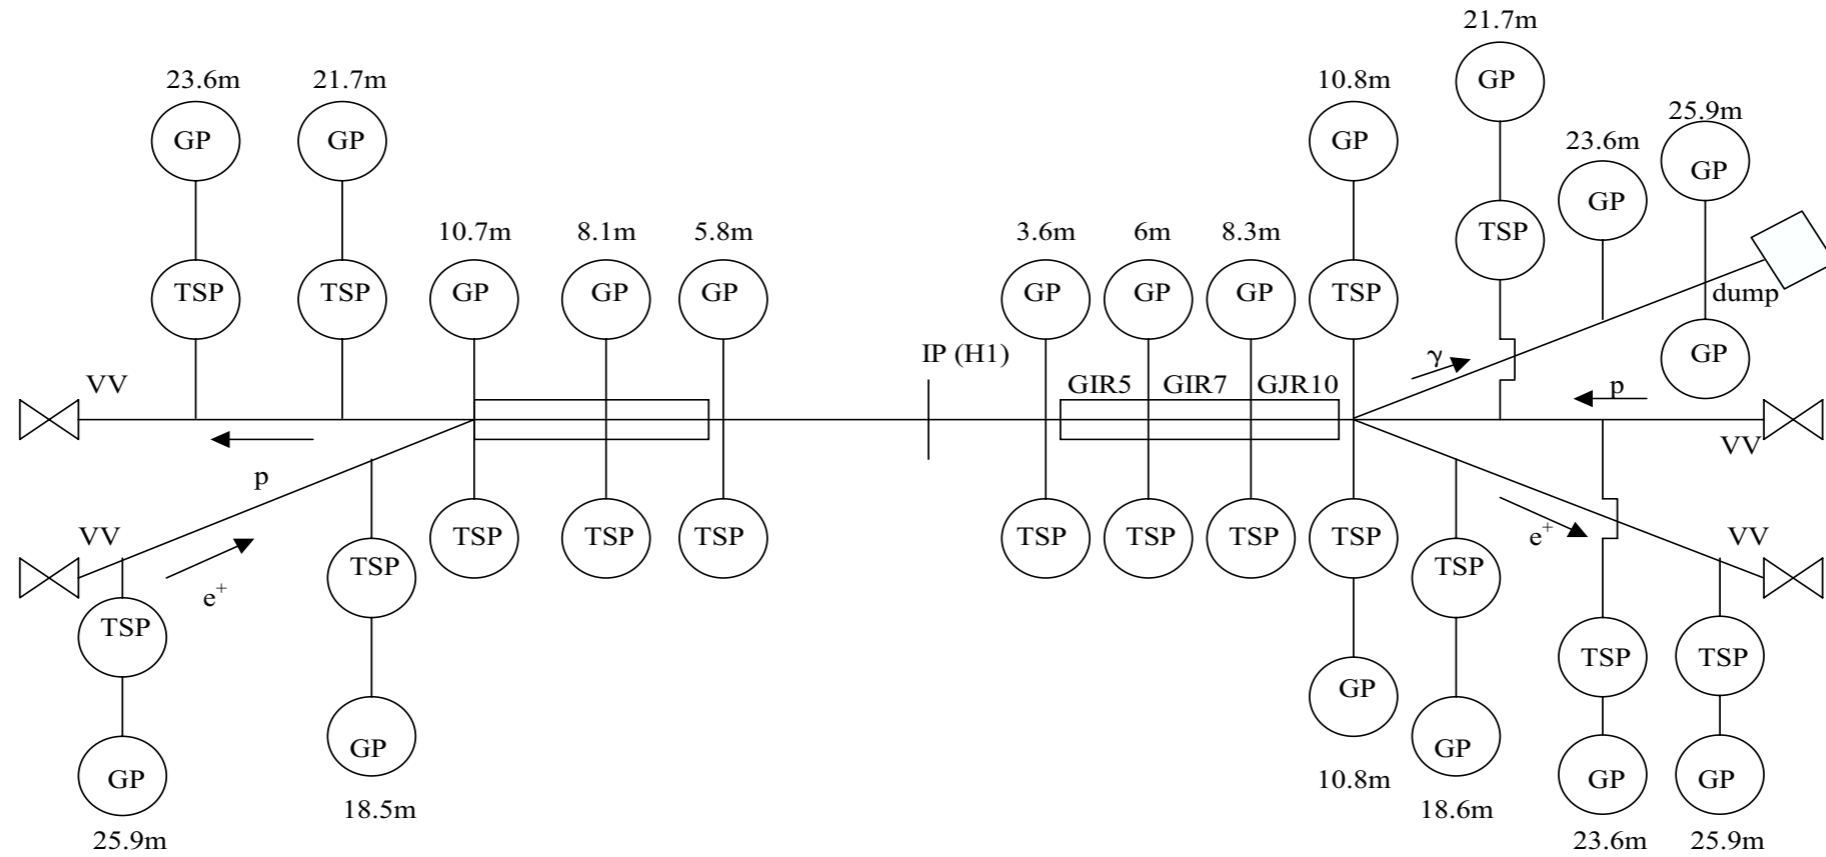 21.7m
23.6m 21.7m 10.8m
GP
25.9m
GP GP GP 23.6m
GP
GP
10.7m 8.1m 5.8m 3.6m 6m 8.3m TSP
TSP TSP GP GP GP GP GP GP TSP
dump
IP (H1) γ GP
VV GIR5 GIR7 GJR10 p
VV
p
VV TSP TSP TSP TSP TSP TSP TSP e⁺ VV
TSP TSP
e⁺
TSP TSP TSP
GP
GP GP
GP 10.8m GP GP
18.5m 18.6m
25.9m 23.6m 25.9m